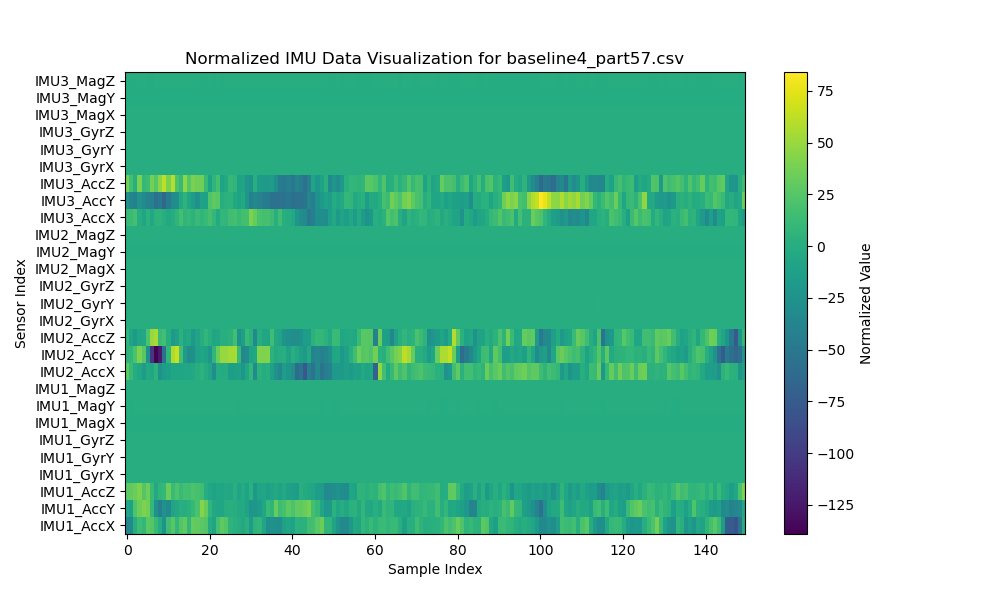 Normalized IMU Data Visualization for baseline4_part57.csv
IMU3_MagZ
IMU3_MagY
IMU3_MagX
IMU3_GyrZ
IMU3_GyrY
IMU3_GyrX
IMU3_AccZ
IMU3_AccY
IMU3_AccX
IMU2_MagZ
IMU2_MagY
IMU2_MagX
IMU2_GyrZ
IMU2_GyrY
IMU2_GyrX
IMU2_AccZ
IMU2_AccY
IMU2_AccX
IMU1_MagZ
IMU1_MagY
IMU1_MagX
IMU1_GyrZ
IMU1_GyrY
IMU1_GyrX
IMU1_AccZ
IMU1_AccY
IMU1_AccX
Sensor Index
0 20 40 60 80 100 120 140
Sample Index
75
50
25
0
−25
−50
−75
−100
−125
Normalized Value